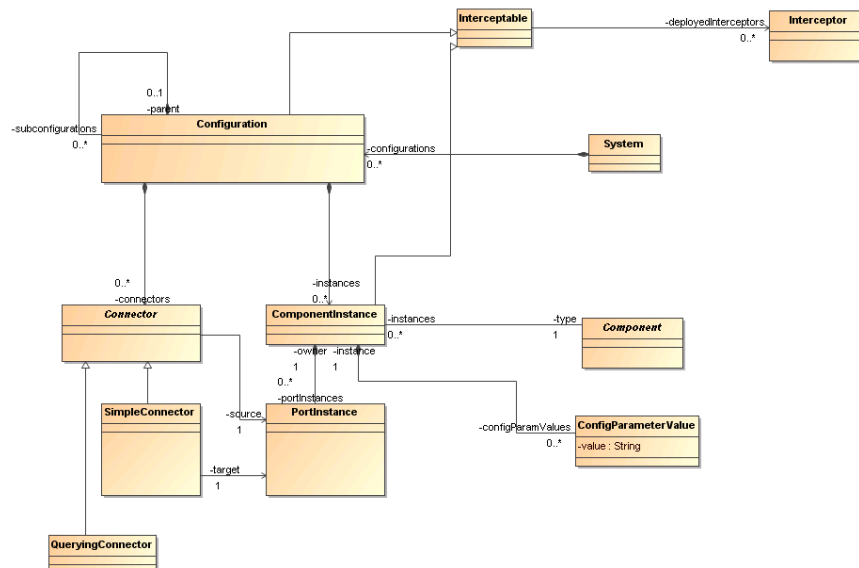 Interceptable
-deployedInterceptors
0..*
Interceptor
0..1
-parent
-subconfigurations
0..*
Configuration
-configurations
0..*
System
0..*
-connectors
-instances
0..*
Connector
ComponentInstance
-instances
0..*
-type
1
Component
-owner
1
-instance
1
0..*
-portInstances
SimpleConnector
-source
1
PortInstance
-configParamValues
0..*
ConfigParameterValue
-value : String
-target
1
QueryingConnector